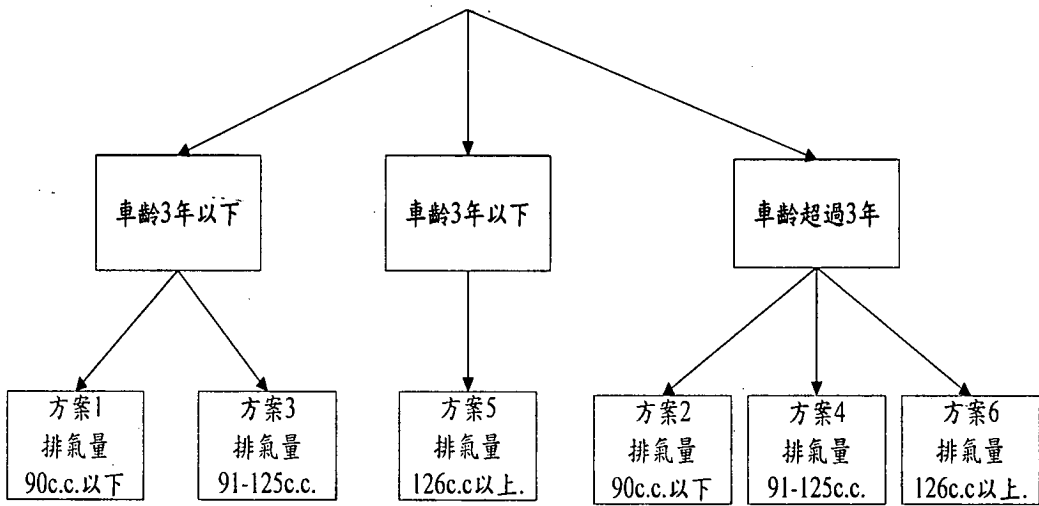 車齡3年以下
車齡3年以下
車齡超過3年
方案1
排氣量
90c.c.以下
方案3
排氣量
91-125c.c.
方案5
排氣量
126c.c以上.
方案2
排氣量
90c.c.以下
方案4
排氣量
91-125c.c.
方案6
排氣量
126c.c以上.